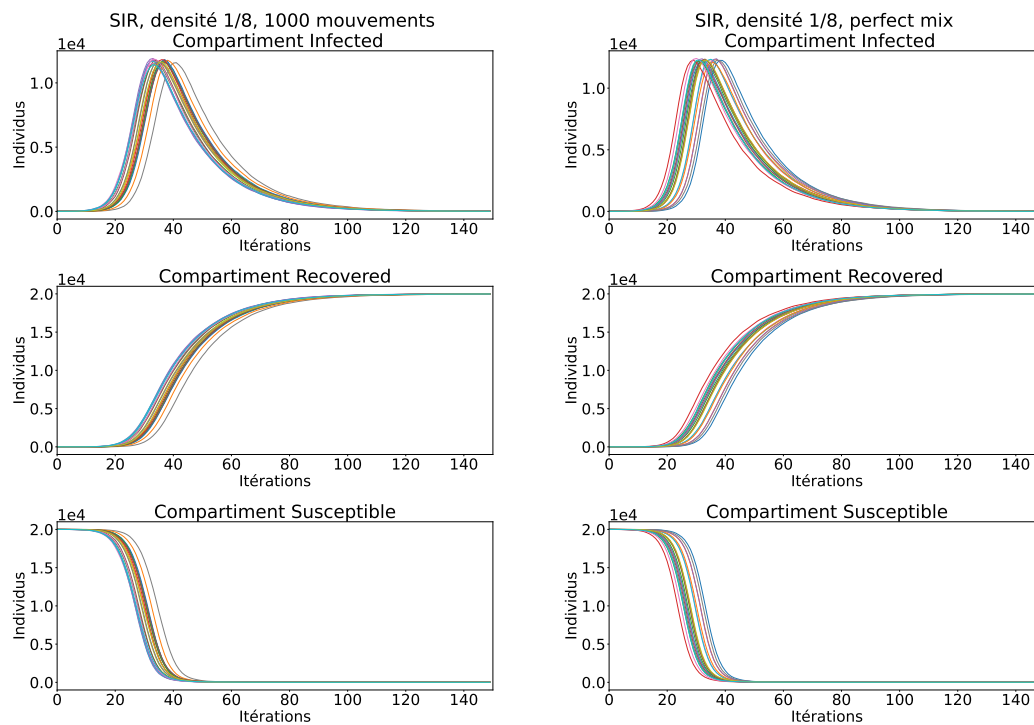 SIR, densité 1/8, 1000 mouvements
Compartiment Infected
1e4
1.0
0.5
0.0
Individus
0 20 40 60 80 100 120 140
Itérations
Compartiment Recovered
1e4
2.0
1.5
1.0
0.5
0.0
Individus
0 20 40 60 80 100 120 140
Itérations
Compartiment Susceptible
1e4
2.0
1.5
1.0
0.5
0.0
Individus
0 20 40 60 80 100 120 140
Itérations
SIR, densité 1/8, perfect mix
Compartiment Infected
1e4
1.0
0.5
0.0
Individus
0 20 40 60 80 100 120 140
Itérations
Compartiment Recovered
1e4
2.0
1.5
1.0
0.5
0.0
Individus
0 20 40 60 80 100 120 140
Itérations
Compartiment Susceptible
1e4
2.0
1.5
1.0
0.5
0.0
Individus
0 20 40 60 80 100 120 140
Itérations